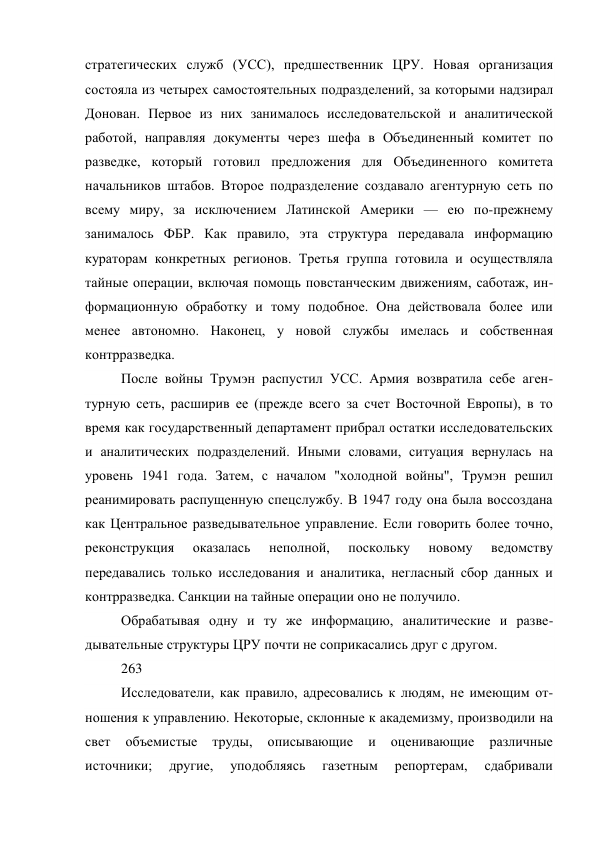 стратегических служб (УСС), предшественник ЦРУ. Новая организация
состояла из четырех самостоятельных подразделений, за которыми надзирал
Донован. Первое из них занималось исследовательской и аналитической
работой, направляя документы через шефа в Объединенный комитет по
разведке, который готовил предложения для Объединенного комитета
начальников штабов. Второе подразделение создавало агентурную сеть по
всему миру, за исключением Латинской Америки — ею по-прежнему
занималось ФБР. Как правило, эта структура передавала информацию
кураторам конкретных регионов. Третья группа готовила и осуществляла
тайные операции, включая помощь повстанческим движениям, саботаж, ин-
формационную обработку и тому подобное. Она действовала более или
менее автономно. Наконец, у новой службы имелась и собственная
контрразведка.
После войны Трумэн распустил УСС. Армия возвратила себе аген-
турную сеть, расширив ее (прежде всего за счет Восточной Европы), в то
время как государственный департамент прибрал остатки исследовательских
и аналитических подразделений. Иными словами, ситуация вернулась на
уровень 1941 года. Затем, с началом "холодной войны", Трумэн решил
реанимировать распущенную спецслужбу. В 1947 году она была воссоздана
как Центральное разведывательное управление. Если говорить более точно,
реконструкция оказалась неполной, поскольку новому ведомству
передавались только исследования и аналитика, негласный сбор данных и
контрразведка. Санкции на тайные операции оно не получило.
Обрабатывая одну и ту же информацию, аналитические и разве-
дывательные структуры ЦРУ почти не соприкасались друг с другом.
263
Исследователи, как правило, адресовались к людям, не имеющим от-
ношения к управлению. Некоторые, склонные к академизму, производили на
свет объемистые труды, описывающие и оценивающие различные
источники; другие, уподобляясь газетным репортерам, сдабривали